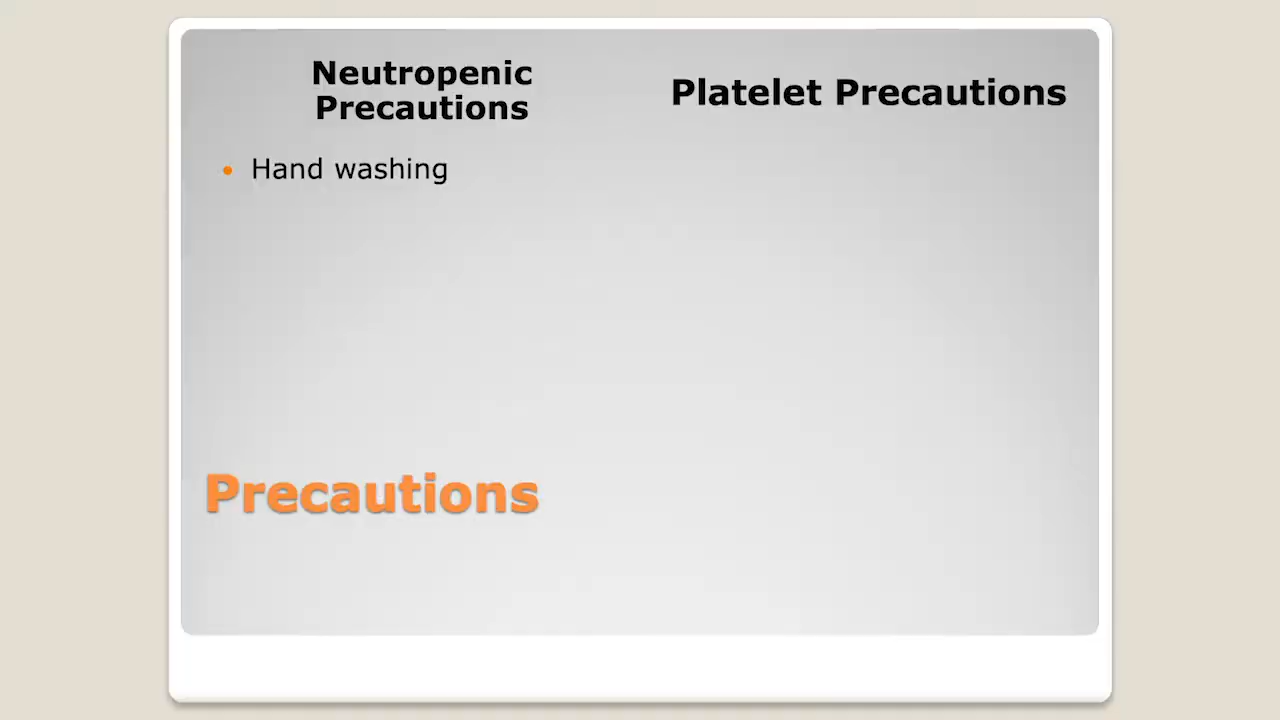 Neutropenic
Precautions
Platelet Precautions
Hand washing
Precautions